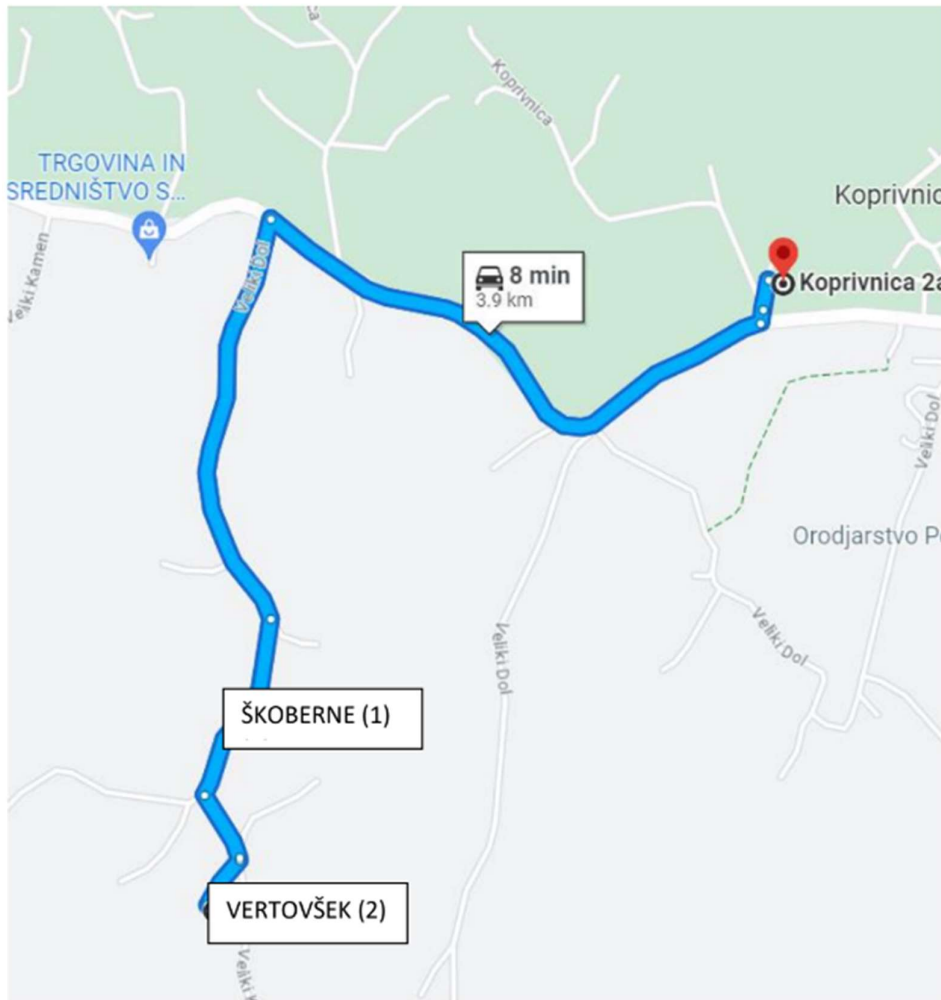 Koprivnica
TRGOVINA IN
SREDNIŠTVO S...
Koprivnic
Veliki Dol
eliki Kamen
8 min
3.9 km
Koprivnica 2a
Veliki Dol
Orodjarstvo P
Veliki Dol
Veliki Dol
ŠKOBERNE (1)
VERTOVŠEK (2)
Veliki